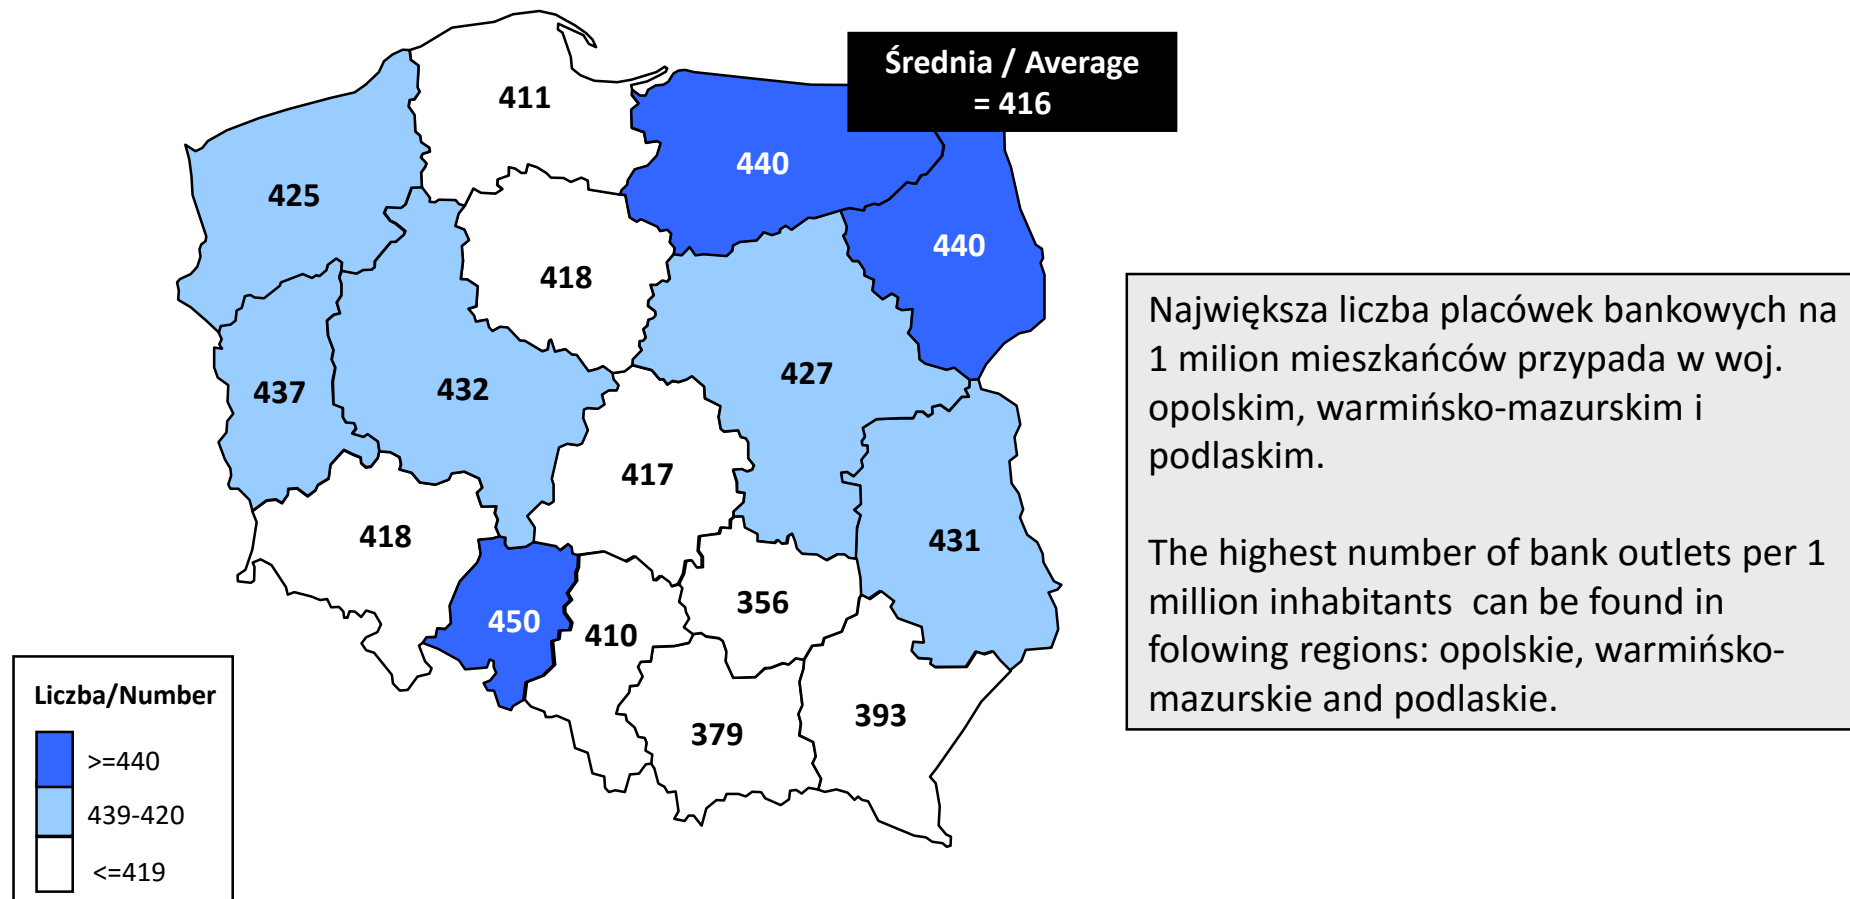 Średnia / Average
= 416
411
440
425
440
418
437
432
427
417
418
431
450
410
356
379
393
Największa liczba placówek bankowych na
1 milion mieszkańców przypada w woj.
opolskim, warmińsko-mazurskim i
podlaskim.
The highest number of bank outlets per 1
million inhabitants can be found in
folowing regions: opolskie, warmińsko-
mazurskie and podlaskie.
Liczba/Number
>=440
439-420
<=419